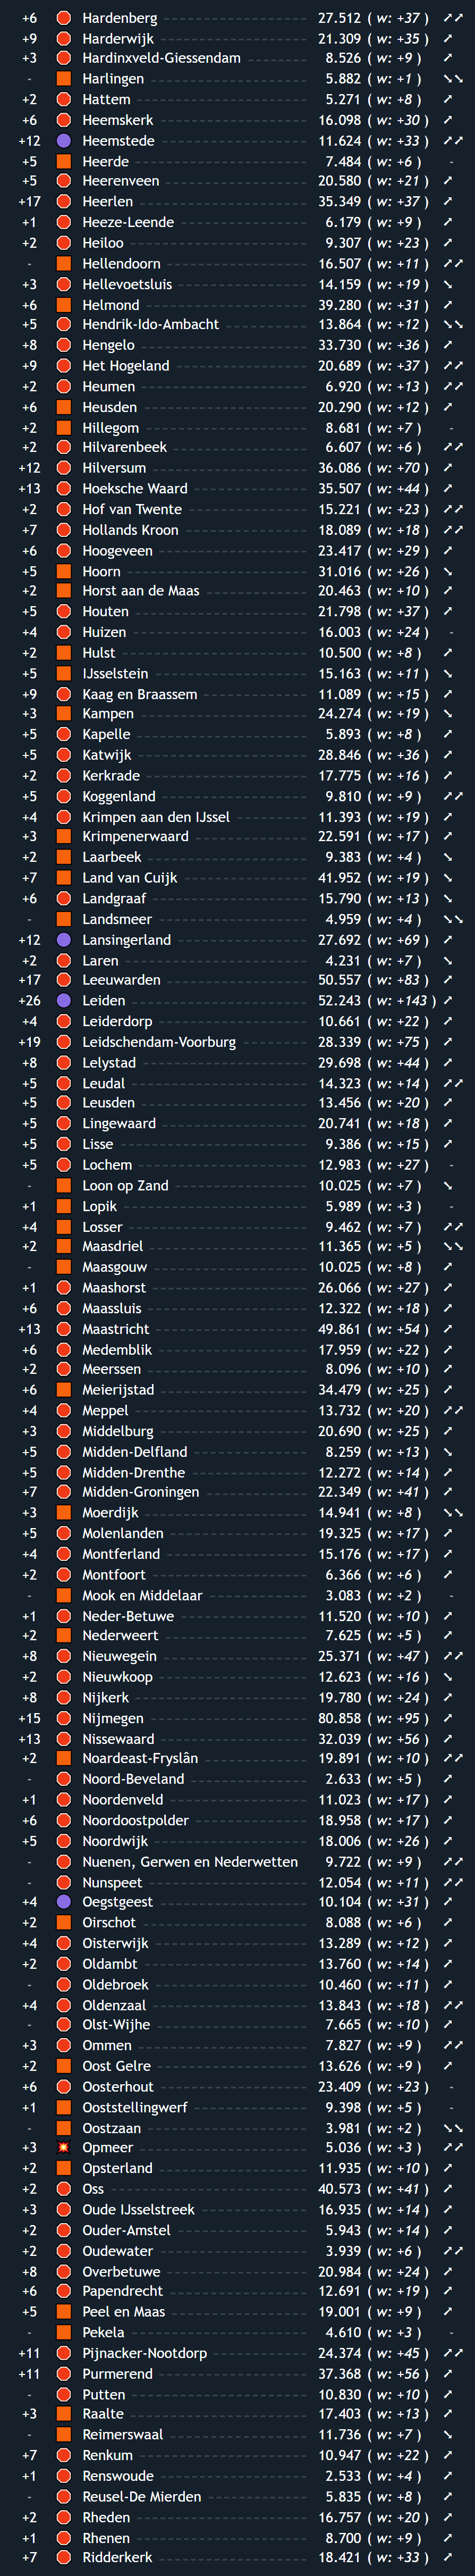 +6 Hardenberg 27.512 ( w: +37 ) ↗↗
+9 Harderwijk 21.309 ( w: +35 ) ↗
+3 Hardinxveld-Giessendam 8.526 ( w: +9 ) ↗
- Harlingen 5.882 ( w: +1 ) ↘↘
+2 Hattem 5.271 ( w: +8 ) ↗
+6 Heemskerk 16.098 ( w: +30 ) ↗
+12 Heemstede 11.624 ( w: +33 ) ↗↗
+5 Heerde 7.484 ( w: +6 ) -
+5 Heerenveen 20.580 ( w: +21 ) ↗
+17 Heerlen 35.349 ( w: +37 ) ↗
+1 Heeze-Leende 6.179 ( w: +9 ) ↗
+2 Heiloo 9.307 ( w: +23 ) ↗
- Hellendoorn 16.507 ( w: +11 ) ↗↗
+3 Hellevoetsluis 14.159 ( w: +19 ) ↘
+6 Helmond 39.280 ( w: +31 ) ↗
+5 Hendrik-Ido-Ambacht 13.864 ( w: +12 ) ↘↘
+8 Hengelo 33.730 ( w: +36 ) ↗
+9 Het Hogeland 20.689 ( w: +37 ) ↗↗
+2 Heumen 6.920 ( w: +13 ) ↗↗
+6 Heusden 20.290 ( w: +12 ) ↗
+2 Hillegom 8.681 ( w: +7 ) -
+2 Hilvarenbeek 6.607 ( w: +6 ) ↗↗
+12 Hilversum 36.086 ( w: +70 ) ↗
+13 Hoeksche Waard 35.507 ( w: +44 ) ↗
+2 Hof van Twente 15.221 ( w: +23 ) ↗↗
+7 Hollands Kroon 18.089 ( w: +18 ) ↗↗
+6 Hoogeveen 23.417 ( w: +29 ) ↗
+5 Hoorn 31.016 ( w: +26 ) ↘
+2 Horst aan de Maas 20.463 ( w: +10 ) ↗
+5 Houten 21.798 ( w: +37 ) ↗
+4 Huizen 16.003 ( w: +24 ) -
+2 Hulst 10.500 ( w: +8 ) ↗
+5 IJsselstein 15.163 ( w: +11 ) ↘
+9 Kaag en Braassem 11.089 ( w: +15 ) ↗
+3 Kampen 24.274 ( w: +19 ) ↘
+5 Kapelle 5.893 ( w: +8 ) ↗
+5 Katwijk 28.846 ( w: +36 ) ↗
+2 Kerkrade 17.775 ( w: +16 ) ↗
+5 Koggenland 9.810 ( w: +9 ) ↗↗
+4 Krimpen aan den IJssel 11.393 ( w: +19 ) ↗
+3 Krimpenerwaard 22.591 ( w: +17 ) ↗
+2 Laarbeek 9.383 ( w: +4 ) ↘
+7 Land van Cuijk 41.952 ( w: +19 ) ↘
+6 Landgraaf 15.790 ( w: +13 ) ↘
- Landsmeer 4.959 ( w: +4 ) ↘↘
+12 Lansingerland 27.692 ( w: +69 ) ↗
+2 Laren 4.231 ( w: +7 ) ↘
+17 Leeuwarden 50.557 ( w: +83 ) ↗
+26 Leiden 52.243 ( w: +143 ) ↗
+4 Leiderdorp 10.661 ( w: +22 ) ↗
+19 Leidschendam-Voorburg 28.339 ( w: +75 ) ↗
+8 Lelystad 29.698 ( w: +44 ) ↗
+5 Leudal 14.323 ( w: +14 ) ↗↗
+5 Leusden 13.456 ( w: +20 ) ↗
+5 Lingewaard 20.741 ( w: +18 ) ↗
+5 Lisse 9.386 ( w: +15 ) ↗
+5 Lochem 12.983 ( w: +27 ) -
- Loon op Zand 10.025 ( w: +7 ) ↘
+1 Lopik 5.989 ( w: +3 ) -
+4 Losser 9.462 ( w: +7 ) ↗↗
+2 Maasdriel 11.365 ( w: +5 ) ↘↘
- Maasgouw 10.025 ( w: +8 ) ↗
+1 Maashorst 26.066 ( w: +27 ) ↗
+6 Maassluis 12.322 ( w: +18 ) ↗
+13 Maastricht 49.861 ( w: +54 ) ↗
+6 Medemblik 17.959 ( w: +22 ) ↗
+2 Meerssen 8.096 ( w: +10 ) ↗
+6 Meierijstad 34.479 ( w: +25 ) ↗
+4 Meppel 13.732 ( w: +20 ) ↗↗
+3 Middelburg 20.690 ( w: +25 ) ↗
+5 Midden-Delfland 8.259 ( w: +13 ) ↘
+5 Midden-Drenthe 12.272 ( w: +14 ) ↗
+7 Midden-Groningen 22.349 ( w: +41 ) ↗
+3 Moerdijk 14.941 ( w: +8 ) ↘↘
+5 Molenlanden 19.325 ( w: +17 ) ↗
+4 Montferland 15.176 ( w: +17 ) ↗
+2 Montfoort 6.366 ( w: +6 ) ↗
- Mook en Middelaar 3.083 ( w: +2 ) -
+1 Neder-Betuwe 11.520 ( w: +10 ) ↗
+2 Nederweert 7.625 ( w: +5 ) ↗
+8 Nieuwegein 25.371 ( w: +47 ) ↗↗
+2 Nieuwkoop 12.623 ( w: +16 ) ↘
+8 Nijkerk 19.780 ( w: +24 ) ↗
+15 Nijmegen 80.858 ( w: +95 ) ↗
+13 Nissewaard 32.039 ( w: +56 ) ↗
+2 Noardeast-Fryslân 19.891 ( w: +10 ) ↗↗
- Noord-Beveland 2.633 ( w: +5 ) ↗
+1 Noordenveld 11.023 ( w: +17 ) ↗
+6 Noordoostpolder 18.958 ( w: +17 ) ↗
+5 Noordwijk 18.006 ( w: +26 ) ↗
- Nuenen, Gerwen en Nederwetten 9.722 ( w: +9 ) ↗↗
- Nunspeet 12.054 ( w: +11 ) ↗↗
+4 Oegstgeest 10.104 ( w: +31 ) ↗
+2 Oirschot 8.088 ( w: +6 ) ↗
+4 Oisterwijk 13.289 ( w: +12 ) ↗
+2 Oldambt 13.760 ( w: +14 ) ↗
- Oldebroek 10.460 ( w: +11 ) ↗
+4 Oldenzaal 13.843 ( w: +18 ) ↗↗
- Olst-Wijhe 7.665 ( w: +10 ) ↗
+3 Ommen 7.827 ( w: +9 ) ↗↗
+2 Oost Gelre 13.626 ( w: +9 ) ↗
+6 Oosterhout 23.409 ( w: +23 ) -
+1 Ooststellingwerf 9.398 ( w: +5 ) -
- Oostzaan 3.981 ( w: +2 ) ↘↘
+3 Opmeer 5.036 ( w: +3 ) ↗↗
+2 Opsterland 11.935 ( w: +10 ) ↗
+2 Oss 40.573 ( w: +41 ) ↗
+3 Oude IJsselstreek 16.935 ( w: +14 ) ↗
+2 Ouder-Amstel 5.943 ( w: +14 ) ↗
+2 Oudewater 3.939 ( w: +6 ) ↗↗
+8 Overbetuwe 20.984 ( w: +24 ) ↗
+6 Papendrecht 12.691 ( w: +19 ) ↗
+5 Peel en Maas 19.001 ( w: +9 ) ↗
- Pekela 4.610 ( w: +3 ) -
+11 Pijnacker-Nootdorp 24.374 ( w: +45 ) ↗↗
+11 Purmerend 37.368 ( w: +56 ) ↗
- Putten 10.830 ( w: +10 ) ↗
+3 Raalte 17.403 ( w: +13 ) ↗
- Reimerswaal 11.736 ( w: +7 ) ↘
+7 Renkum 10.947 ( w: +22 ) ↗
+1 Renswoude 2.533 ( w: +4 ) ↗
- Reusel-De Mierden 5.835 ( w: +8 ) ↗
+2 Rheden 16.757 ( w: +20 ) ↗
+1 Rhenen 8.700 ( w: +9 ) ↗
+7 Ridderkerk 18.421 ( w: +33 ) ↗